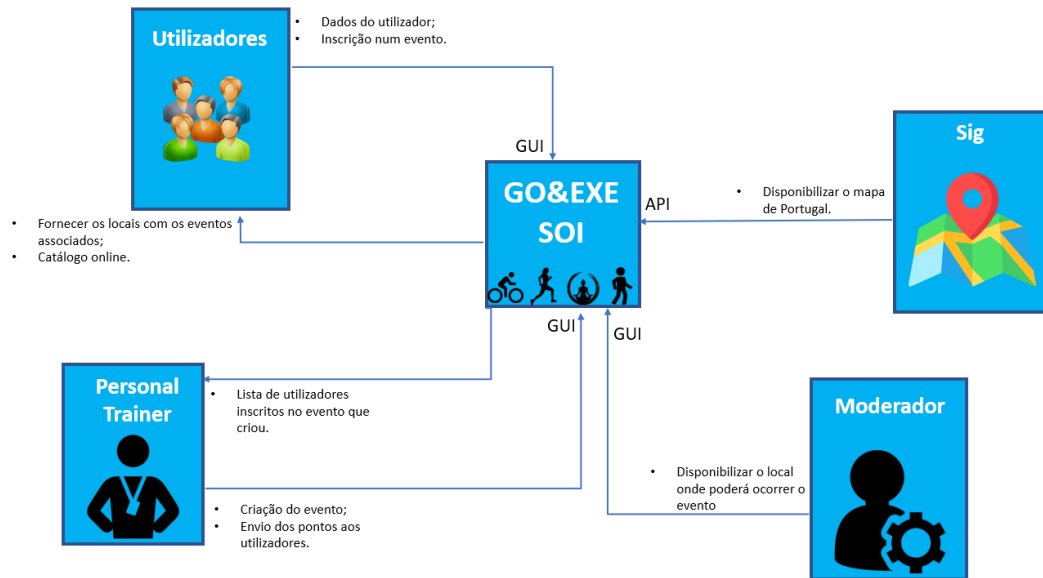 Utilizadores
• Dados do utilizador;
• Inscrição num evento.
GUI
GO&EXE
SOI
API
Sig
• Disponibilizar o mapa
de Portugal.
• Fornecer os locais com os eventos
associados;
• Catálogo online.
GUI
GUI
Personal
Trainer
• Lista de utilizadores
inscritos no evento que
criou.
• Criação do evento;
• Envio dos pontos aos
utilizadores.
Moderador
• Disponibilizar o local
onde poderá ocorrer o
evento